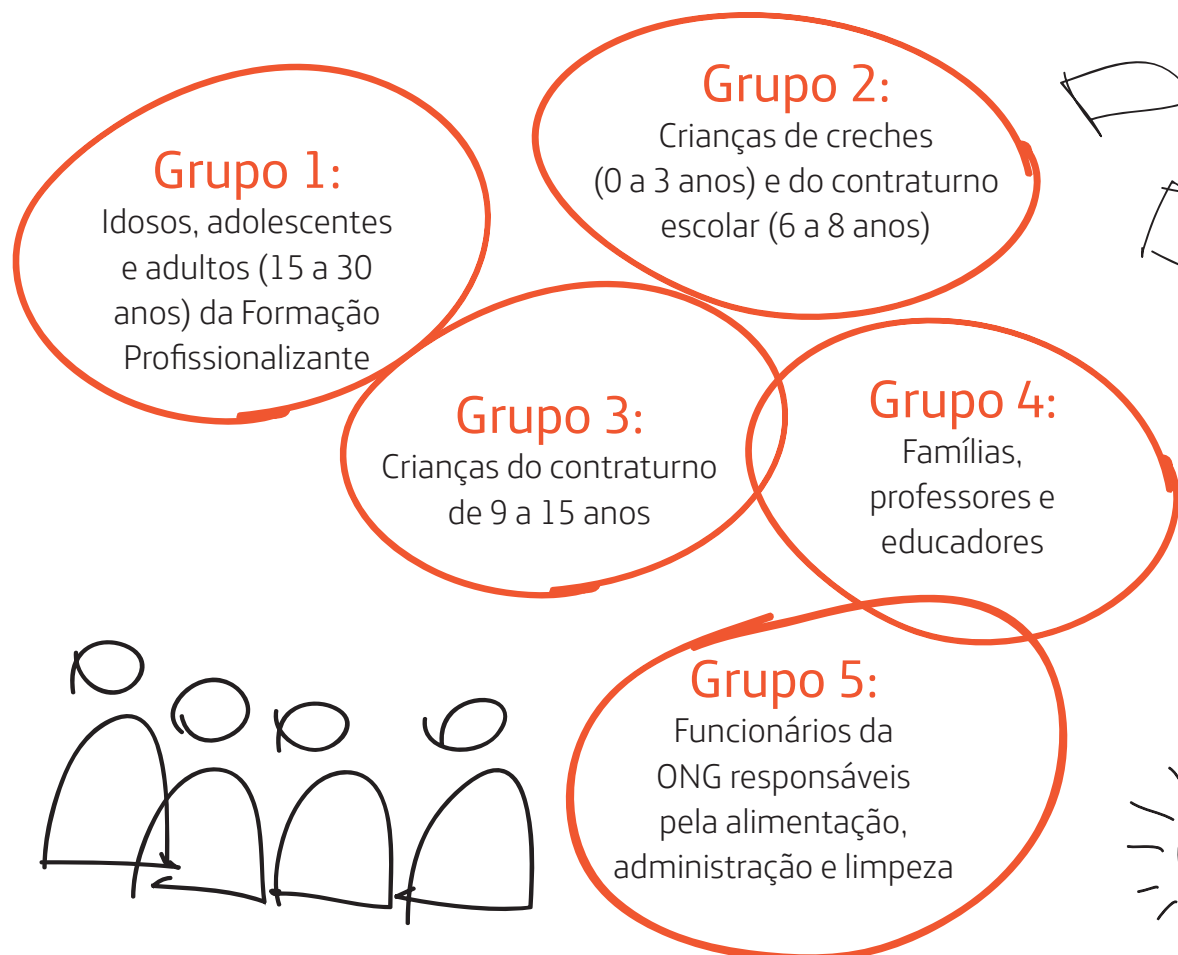 Grupo 1:
Idosos, adolescentes
e adultos (15 a 30
anos) da Formação
Profissionalizante
Grupo 2:
Crianças de creches
(0 a 3 anos) e do contraturno
escolar (6 a 8 anos)
Grupo 3:
Crianças do contraturno
de 9 a 15 anos
Grupo 4:
Famílias,
professores e
educadores
Grupo 5:
Funcionários da
ONG responsáveis
pela alimentação,
administração e limpeza